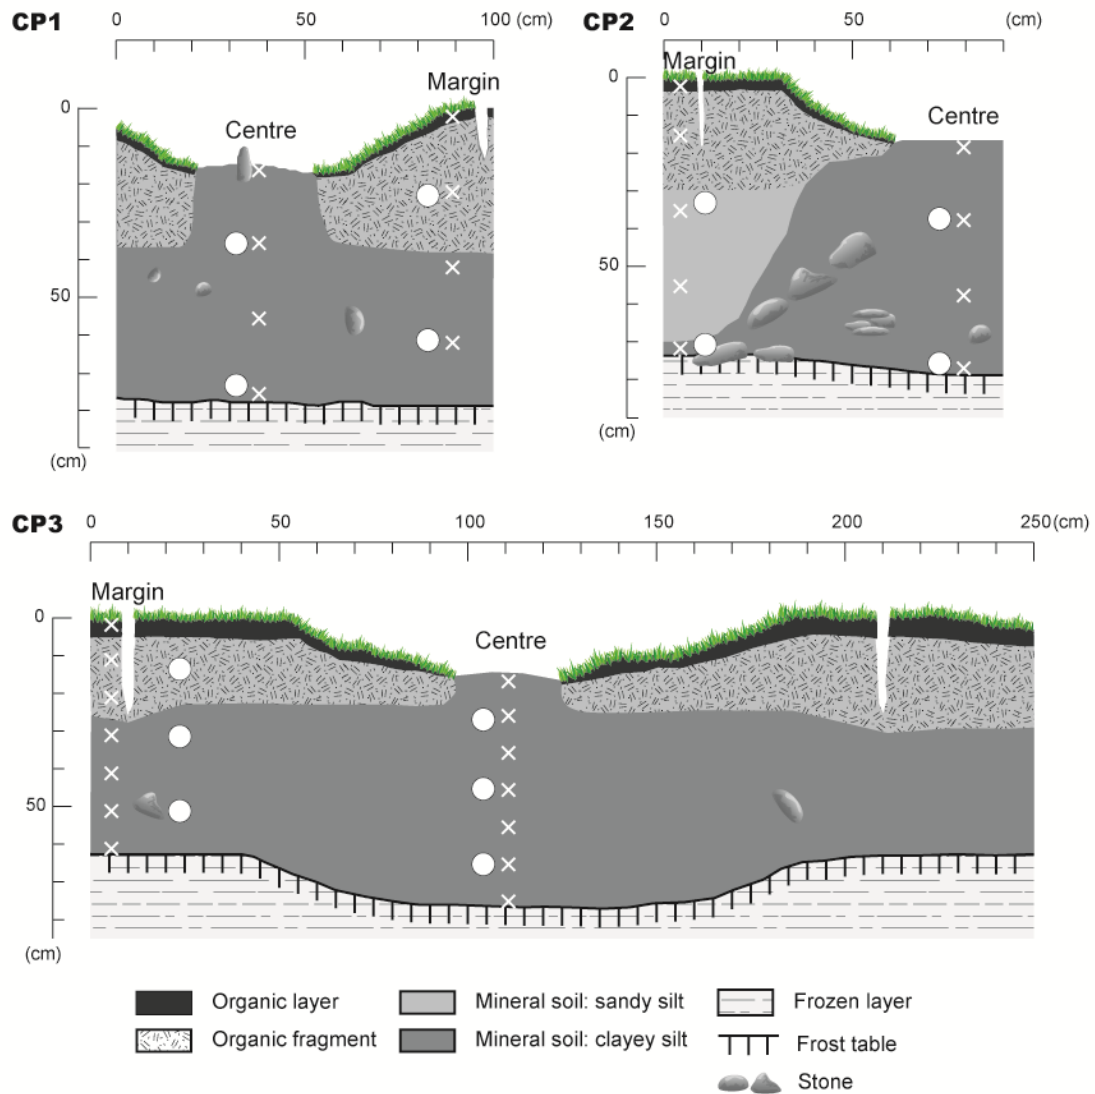 CP1 0 50 100 (cm)
Margin
0
Centre
50
(cm)
CP2 50 (cm)
Margin
0
Centre
50
(cm)
CP3 0 50 100 150 200 250 (cm)
Margin
0
Centre
50
(cm)
Organic layer
Mineral soil: sandy silt
Frozen layer
Organic fragment
Mineral soil: clayey silt
Frost table
Stone